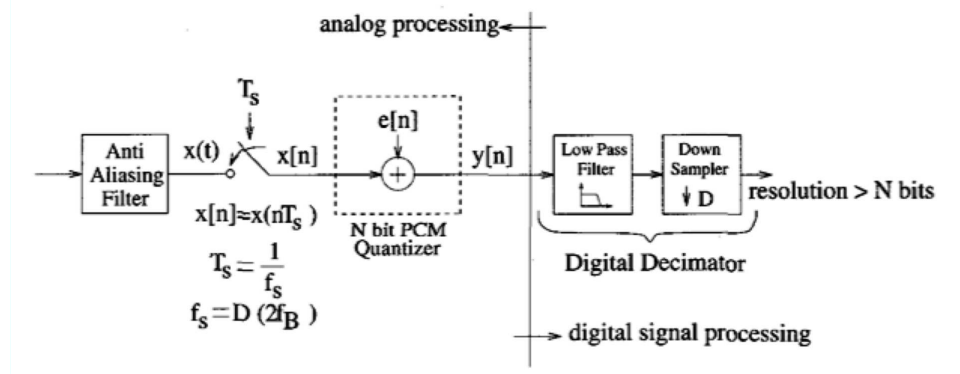 analog processing
T_s
e[n]
Anti
Aliasing
Filter
x(t)
x[n]
y[n]
Low Pass
Filter
Down
Sampler
↓ D
resolution > N bits
x[n]=x(nT_s )
N bit PCM
Quantizer
T_s = 1/f_s
f_s=D (2f_B )
Digital Decimator
digital signal processing